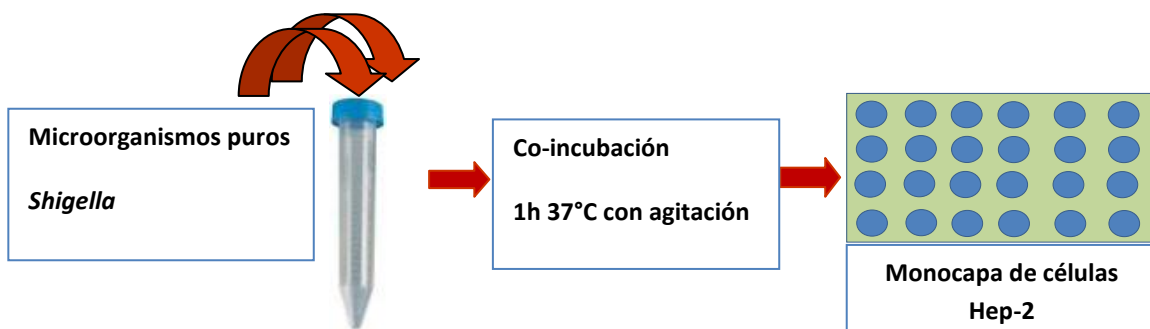 Microorganismos puros
Shigella
Co-incubación
1h 37°C con agitación
Monocapa de células
Hep-2